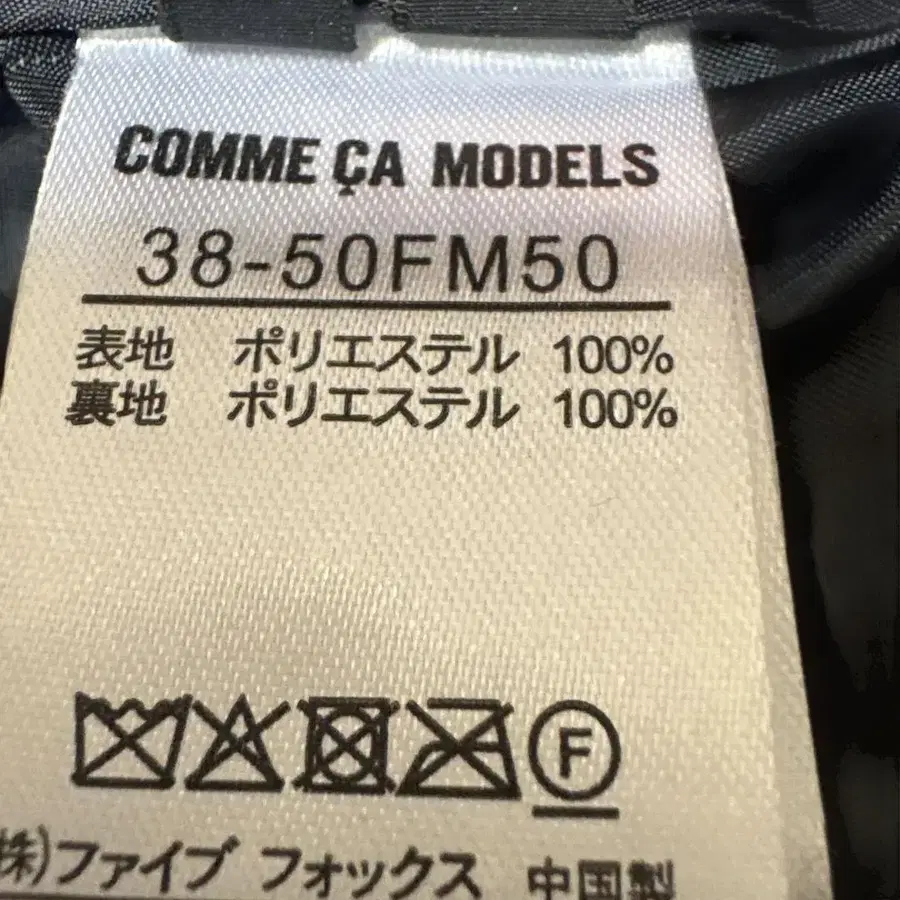 COMME ÇA MODELS
38-50FM50
表地 ポリエステル 100%
裏地 ポリエステル 100%
F
(株)ファイブ フォックス 中国製